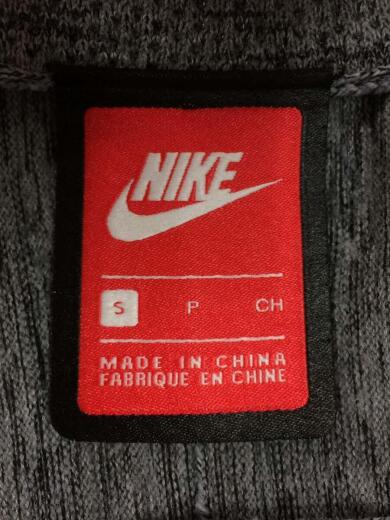 NIKE
S P CH
MADE IN CHINA
FABRIQUE EN CHINE